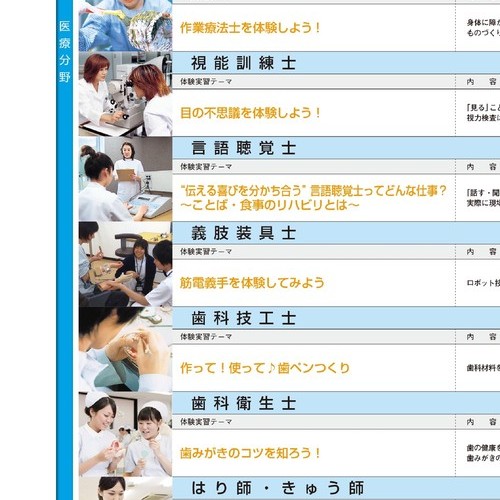 医療分野
作業療法士を体験しよう！
身体に障が
ものづくり
視能訓練士
体験実習テーマ
内 容
目の不思議を体験しよう！
「見る」こと
視力検査に
言語聴覚士
体験実習テーマ
内 容
“伝える喜びを分かち合う” 言語聴覚士ってどんな仕事？
〜ことば・食事のリハビリとは〜
「話す・聞
実際に現場
義肢装具士
体験実習テーマ
内 容
筋電義手を体験してみよう
ロボット技
歯科技工士
体験実習テーマ
内 容
作って！使って♪歯ペンつくり
歯科材料を
歯科衛生士
体験実習テーマ
内 容
歯みがきのコツを知ろう！
歯の健康を
歯みがきの
はり師・きゅう師